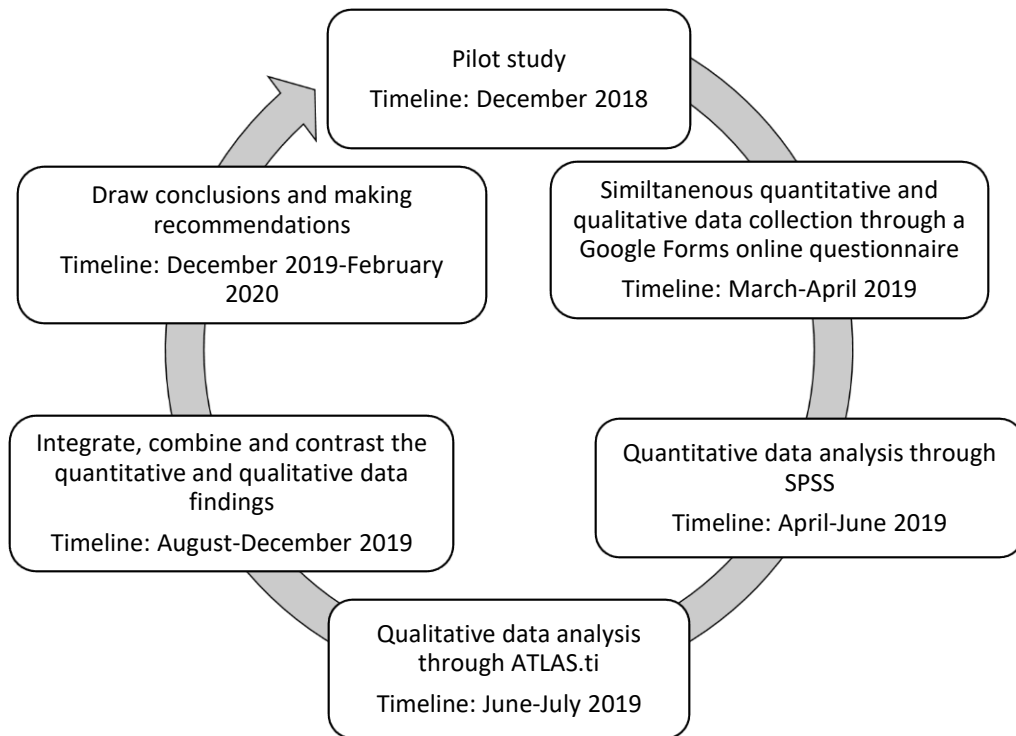 Pilot study
Timeline: December 2018
Similtanenous quantitative and
qualitative data collection through a
Google Forms online questionnaire
Timeline: March-April 2019
Quantitative data analysis through
SPSS
Timeline: April-June 2019
Qualitative data analysis
through ATLAS.ti
Timeline: June-July 2019
Integrate, combine and contrast the
quantitative and qualitative data
findings
Timeline: August-December 2019
Draw conclusions and making
recommendations
Timeline: December 2019-February
2020